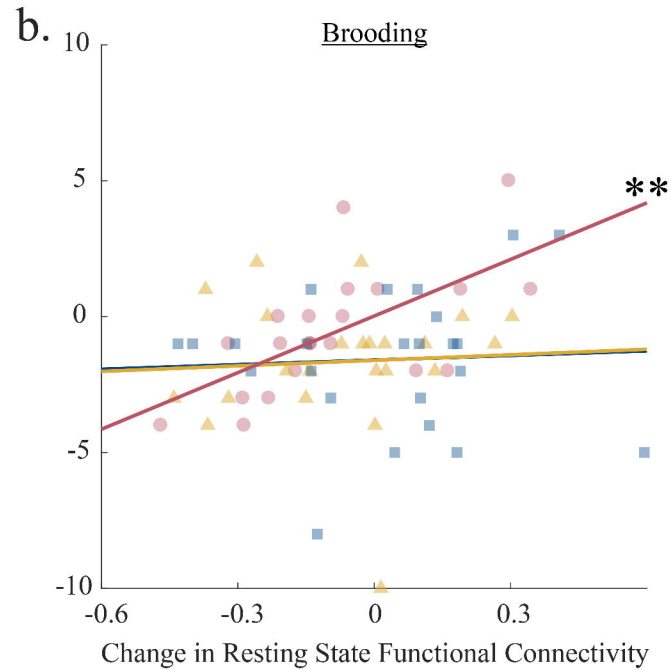 b.
Brooding
10
5
**
0
-5
-10
-0.6 -0.3 0 0.3
Change in Resting State Functional Connectivity